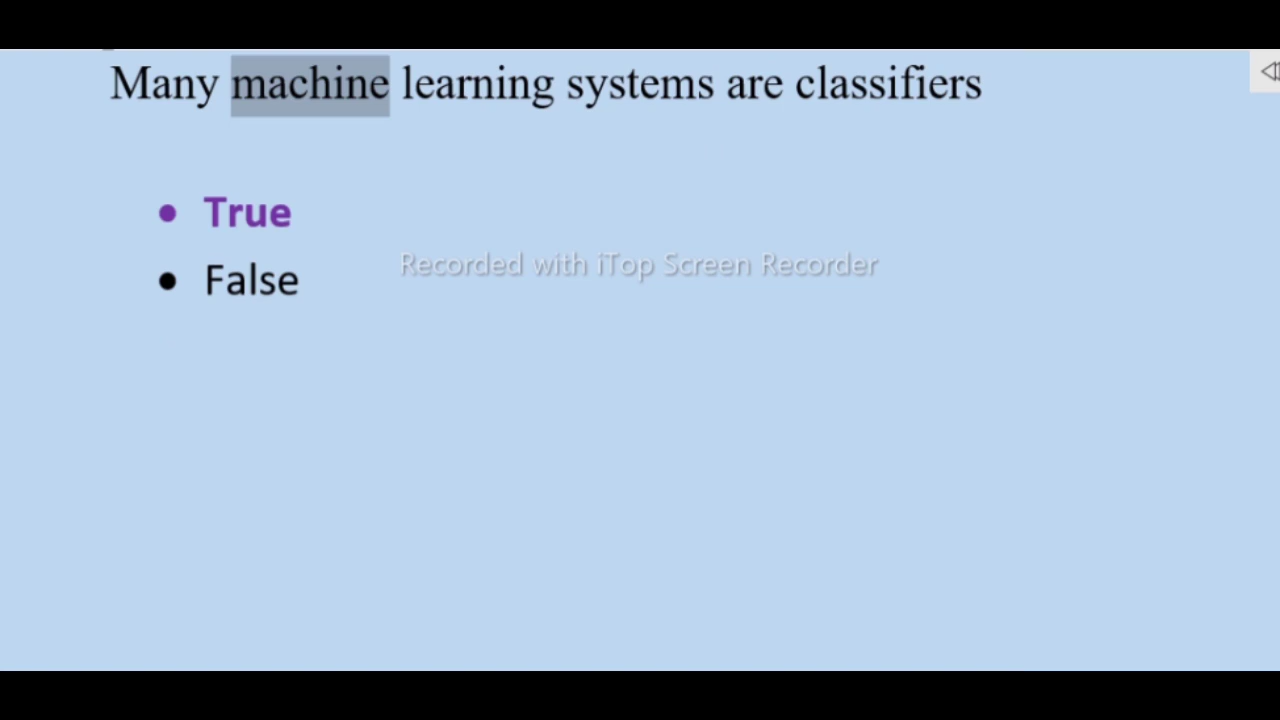 Many machine learning systems are classifiers
• True
• False
Recorded with iTop Screen Recorder